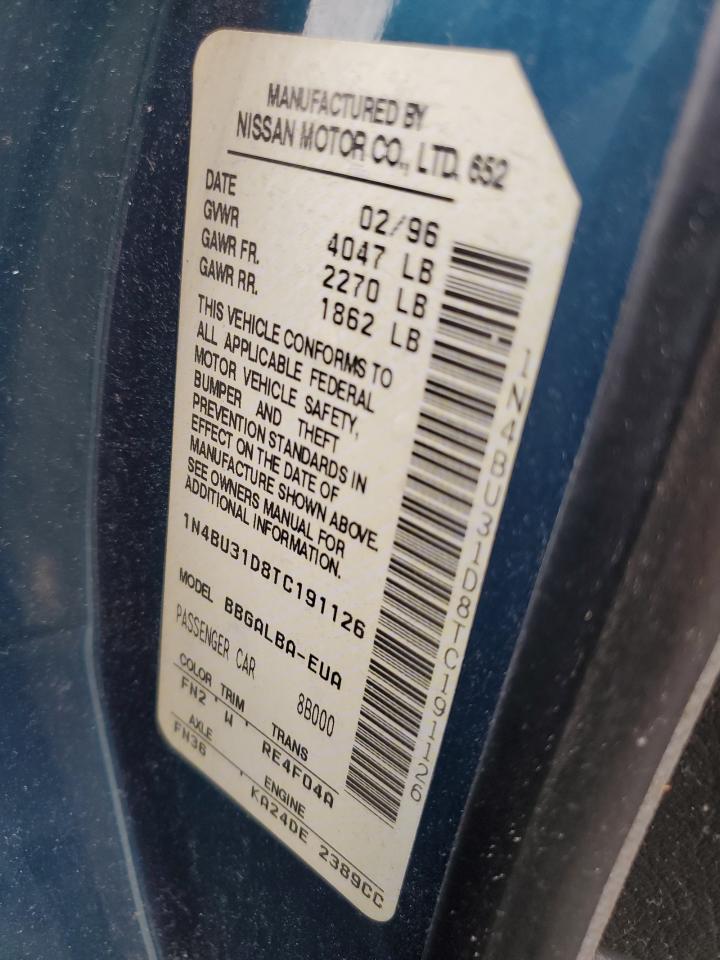 MANUFACTURED BY
NISSAN MOTOR CO., LTD. 652
DATE 02/96
GVWR 4047 LB
GAWR FR. 2270 LB
GAWR RR. 1862 LB
THIS VEHICLE CONFORMS TO
ALL APPLICABLE FEDERAL
MOTOR VEHICLE SAFETY,
BUMPER AND THEFT
PREVENTION STANDARDS IN
EFFECT ON THE DATE OF
MANUFACTURE SHOWN ABOVE.
SEE OWNERS MANUAL FOR
ADDITIONAL INFORMATION.
1N4BU31D8TC191126
MODEL BBGALBA-EUA
PASSENGER CAR 8B000
COLOR TRIM TRANS
FN2 ' W ' RE4F04A
AXLE ENGINE
FN36 ' KA24DE 2389CC
1N4BU31D8TC191126